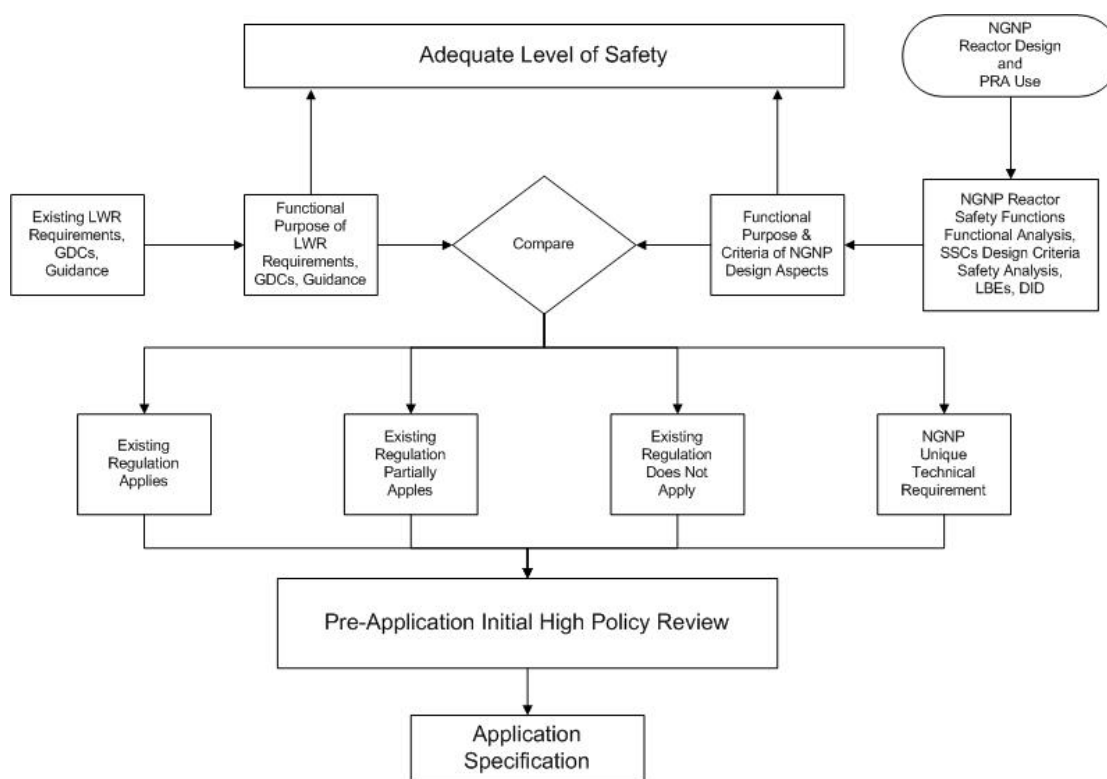 Adequate Level of Safety
NGNP
Reactor Design
and
PRA Use
Existing LWR
Requirements,
GDCs,
Guidance
Functional
Purpose of
LWR
Requirements,
GDCs, Guidance
Compare
Functional
Purpose &
Criteria of NGNP
Design Aspects
NGNP Reactor
Safety Functions
Functional Analysis,
SSCs Design Criteria
Safety Analysis,
LBEs, DID
Existing
Regulation
Applies
Existing
Regulation
Partially
Apples
Existing
Regulation
Does Not
Apply
NGNP
Unique
Technical
Requirement
Pre-Application Initial High Policy Review
Application
Specification